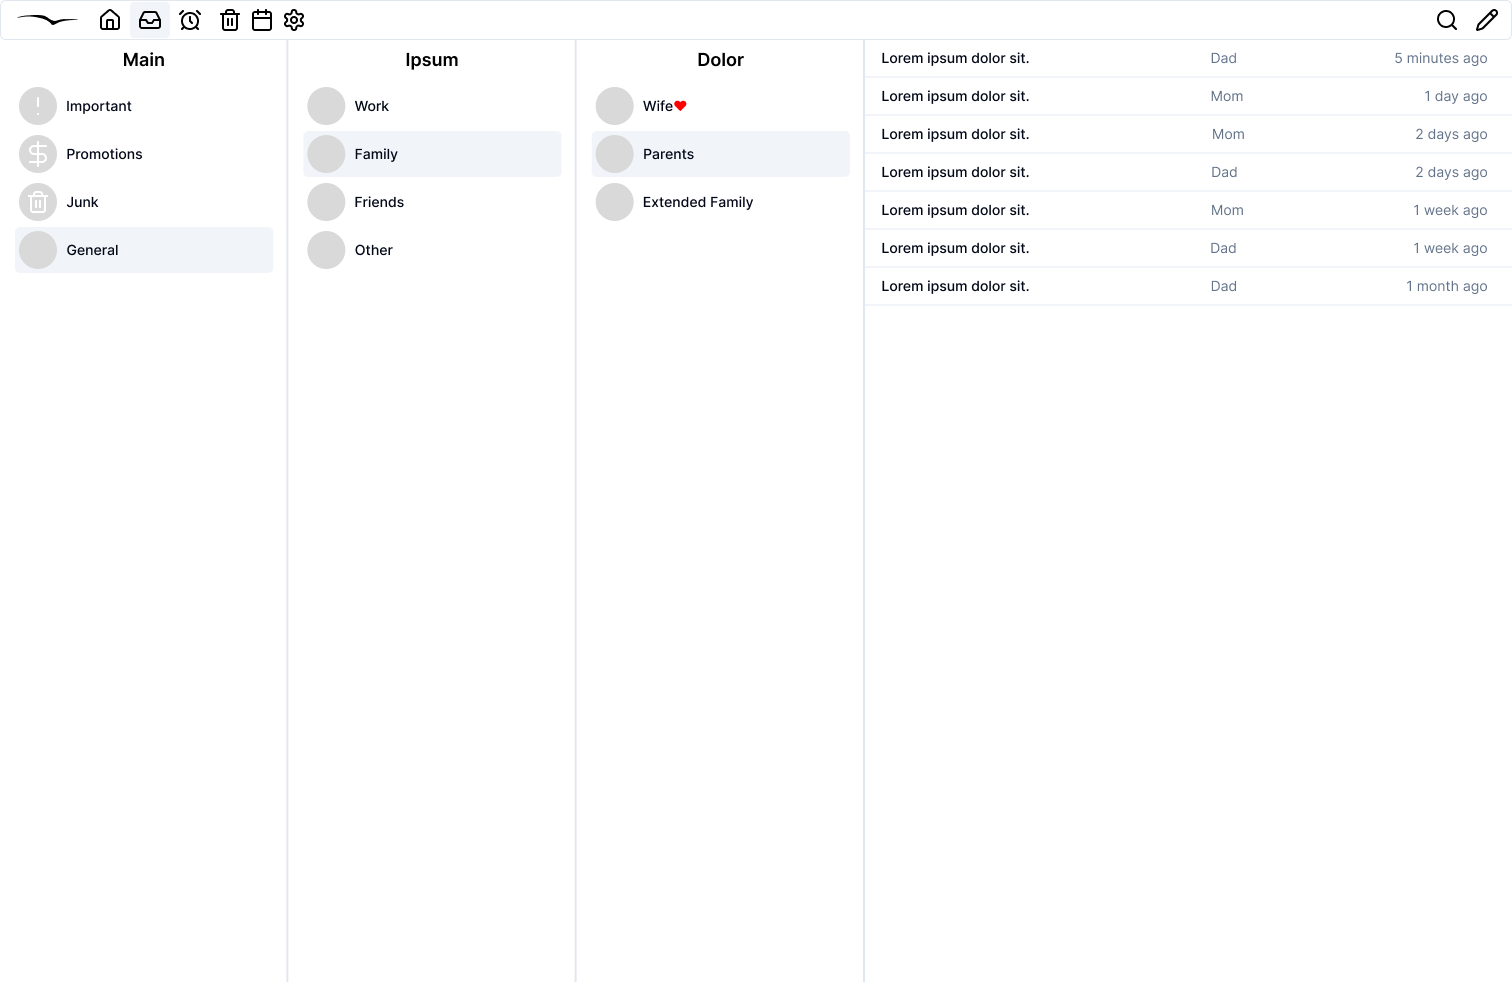 Main
Important
Promotions
Junk
General
Ipsum
Work
Family
Friends
Other
Dolor
Wife♥
Parents
Extended Family
Lorem ipsum dolor sit. Dad 5 minutes ago
Lorem ipsum dolor sit. Mom 1 day ago
Lorem ipsum dolor sit. Mom 2 days ago
Lorem ipsum dolor sit. Dad 2 days ago
Lorem ipsum dolor sit. Mom 1 week ago
Lorem ipsum dolor sit. Dad 1 week ago
Lorem ipsum dolor sit. Dad 1 month ago